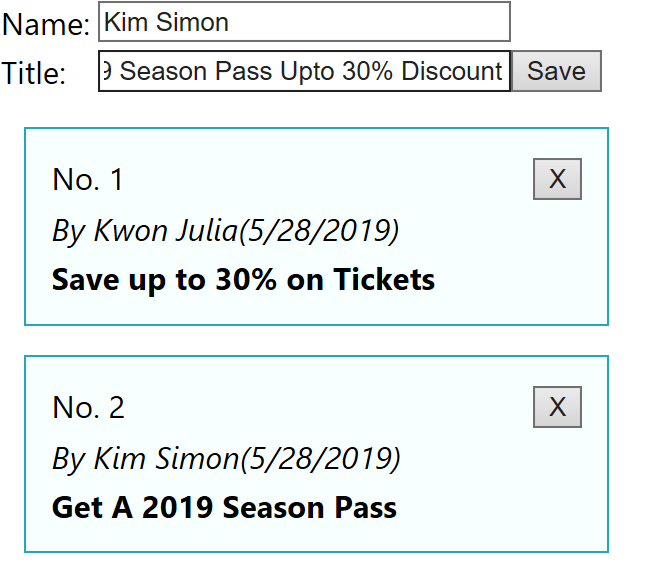 Name: Kim Simon
Title: 9 Season Pass Upto 30% Discount Save
No. 1 X
By Kwon Julia(5/28/2019)
Save up to 30% on Tickets
No. 2 X
By Kim Simon(5/28/2019)
Get A 2019 Season Pass